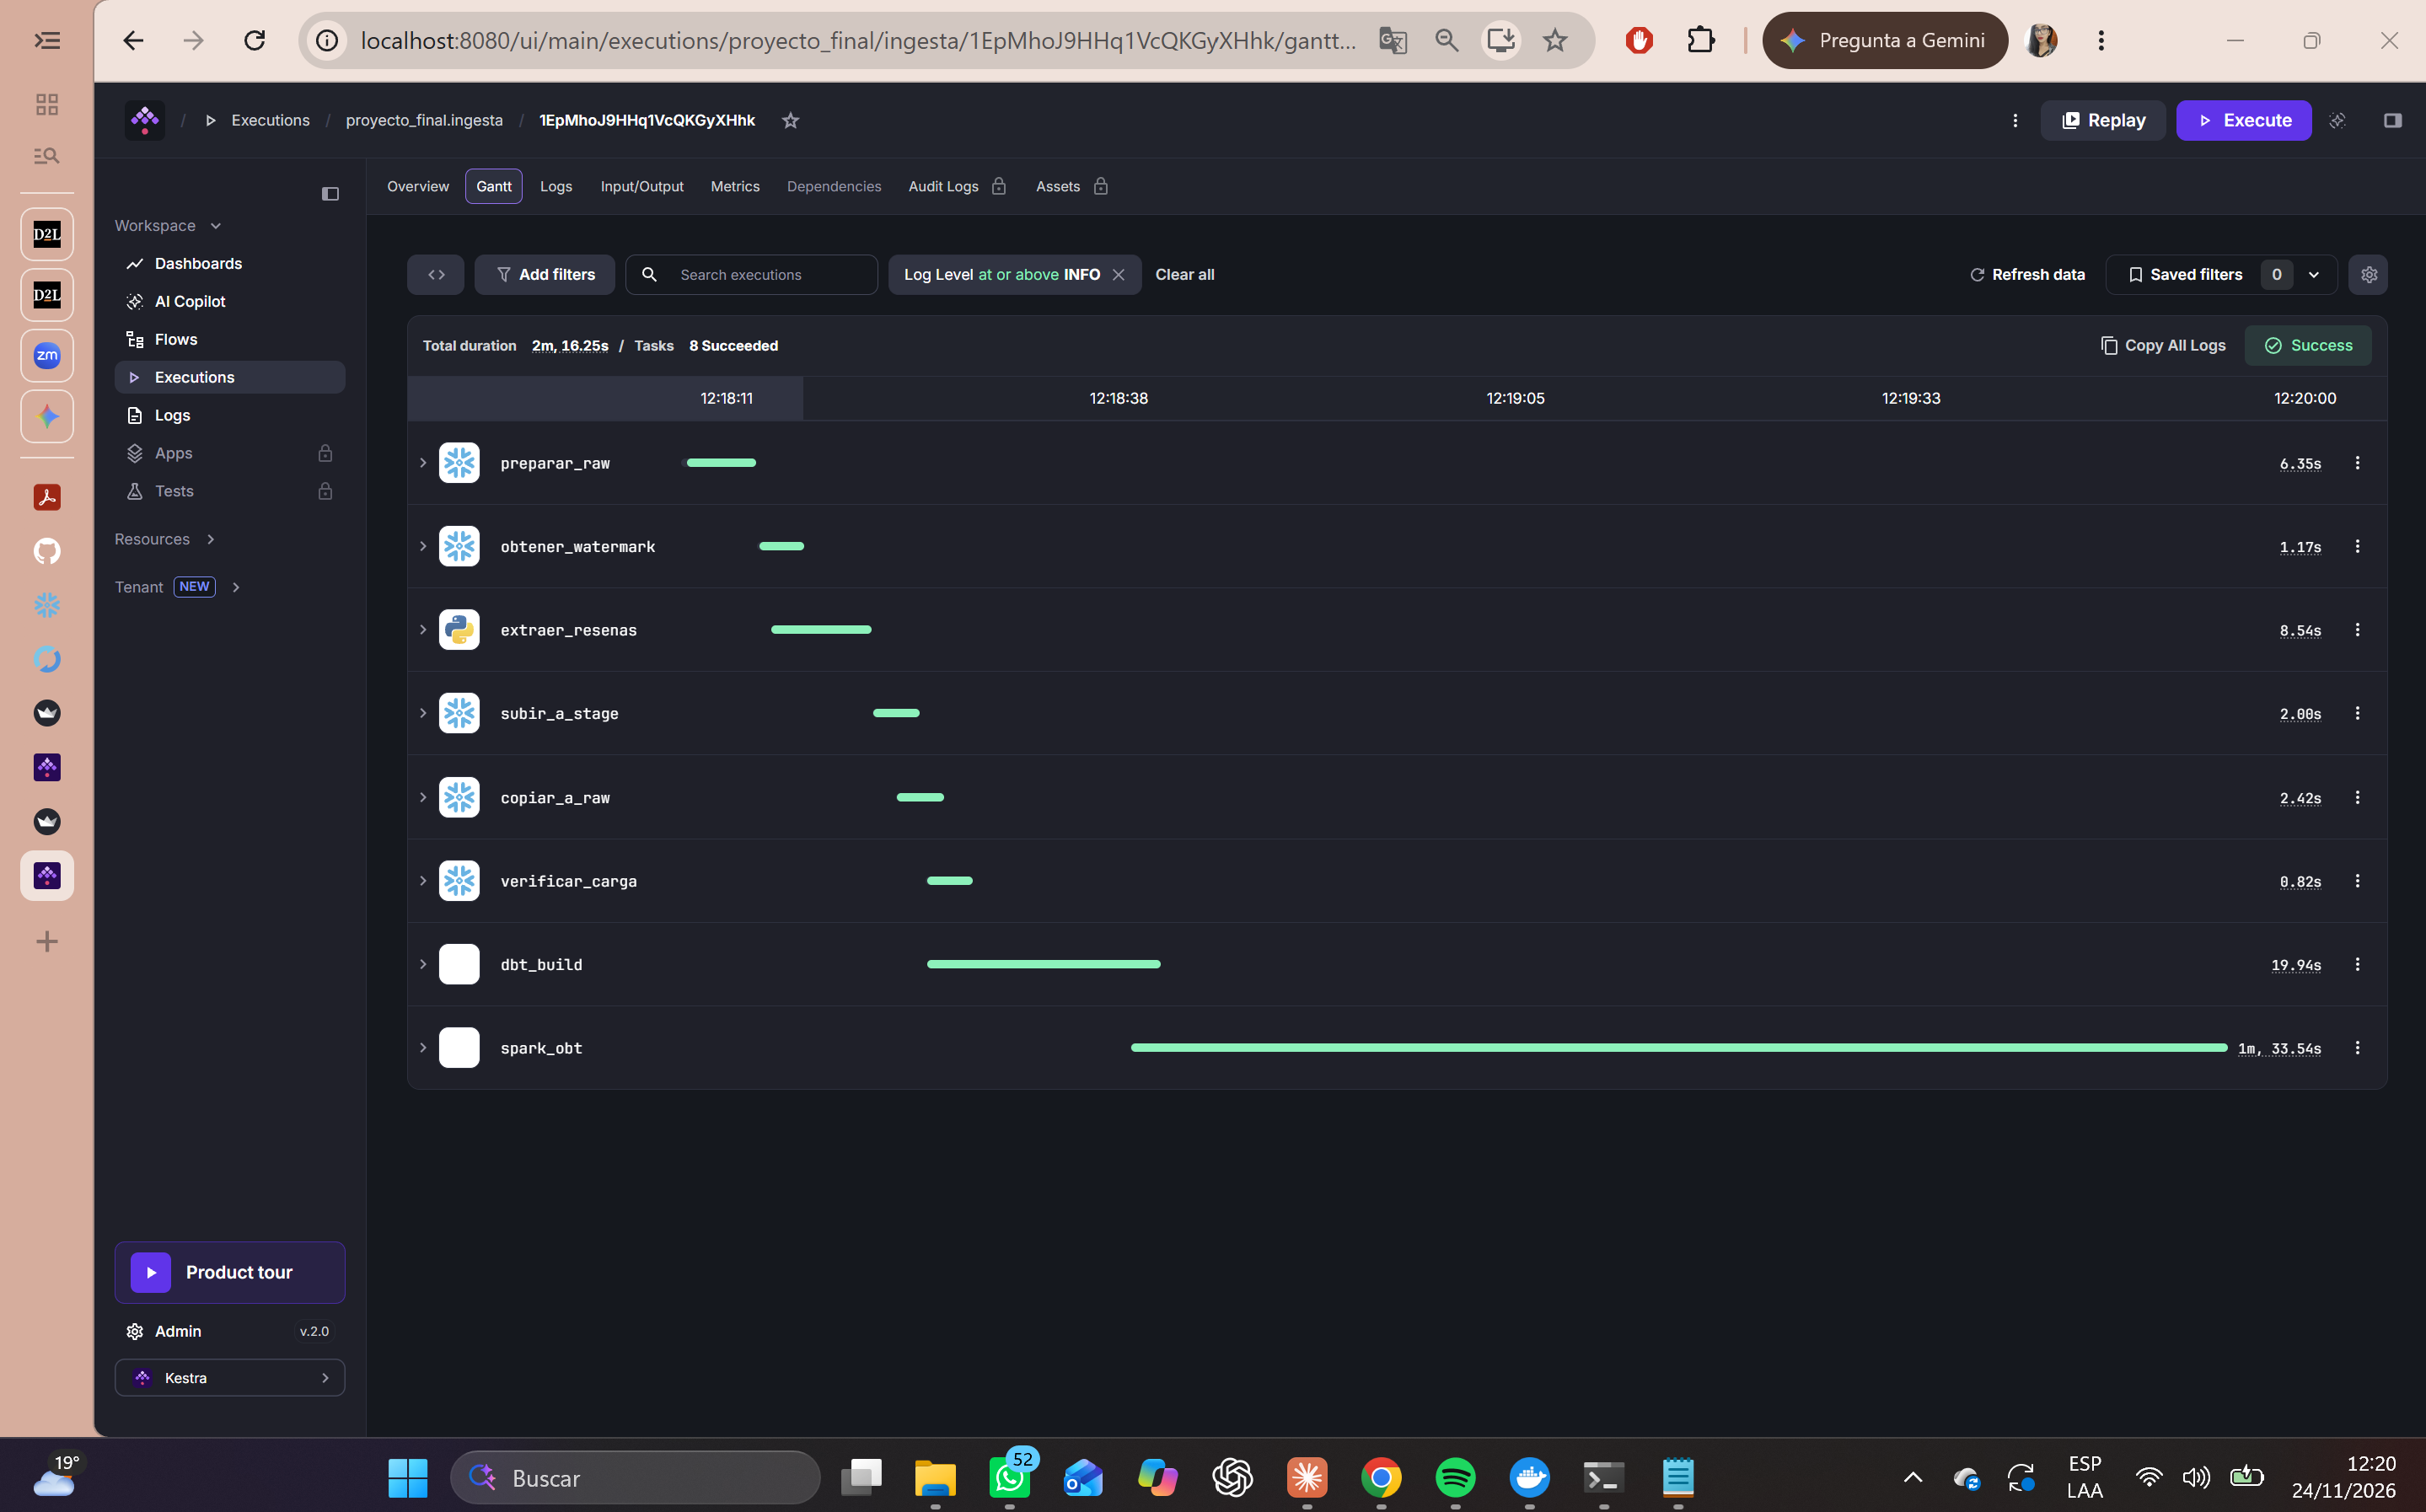 localhost:8080/ui/main/executions/proyecto_final/ingesta/1EpMhoJ9HHq1VcQKGyXHhk/gantt...
Pregunta a Gemini
/ Executions / proyecto_final.ingesta / 1EpMhoJ9HHq1VcQKGyXHhk
Replay
Execute
Overview Gantt Logs Input/Output Metrics Dependencies Audit Logs Assets
D2L
D2L
zm
Workspace
Dashboards
AI Copilot
Flows
Executions
Logs
Apps
Tests
Resources
Tenant NEW
Product tour
Admin v.2.0
Kestra
Add filters
Search executions
Log Level at or above INFO
Clear all
Refresh data
Saved filters 0
Total duration 2m, 16.25s / Tasks 8 Succeeded
Copy All Logs
Success
12:18:11 12:18:38 12:19:05 12:19:33 12:20:00
preparar_raw 6.35s
obtener_watermark 1.17s
extraer_resenas 8.54s
subir_a_stage 2.00s
copiar_a_raw 2.42s
verificar_carga 0.82s
dbt_build 19.94s
spark_obt 1m, 33.54s
19°
Buscar
52
ESP
LAA
12:20
24/11/2026